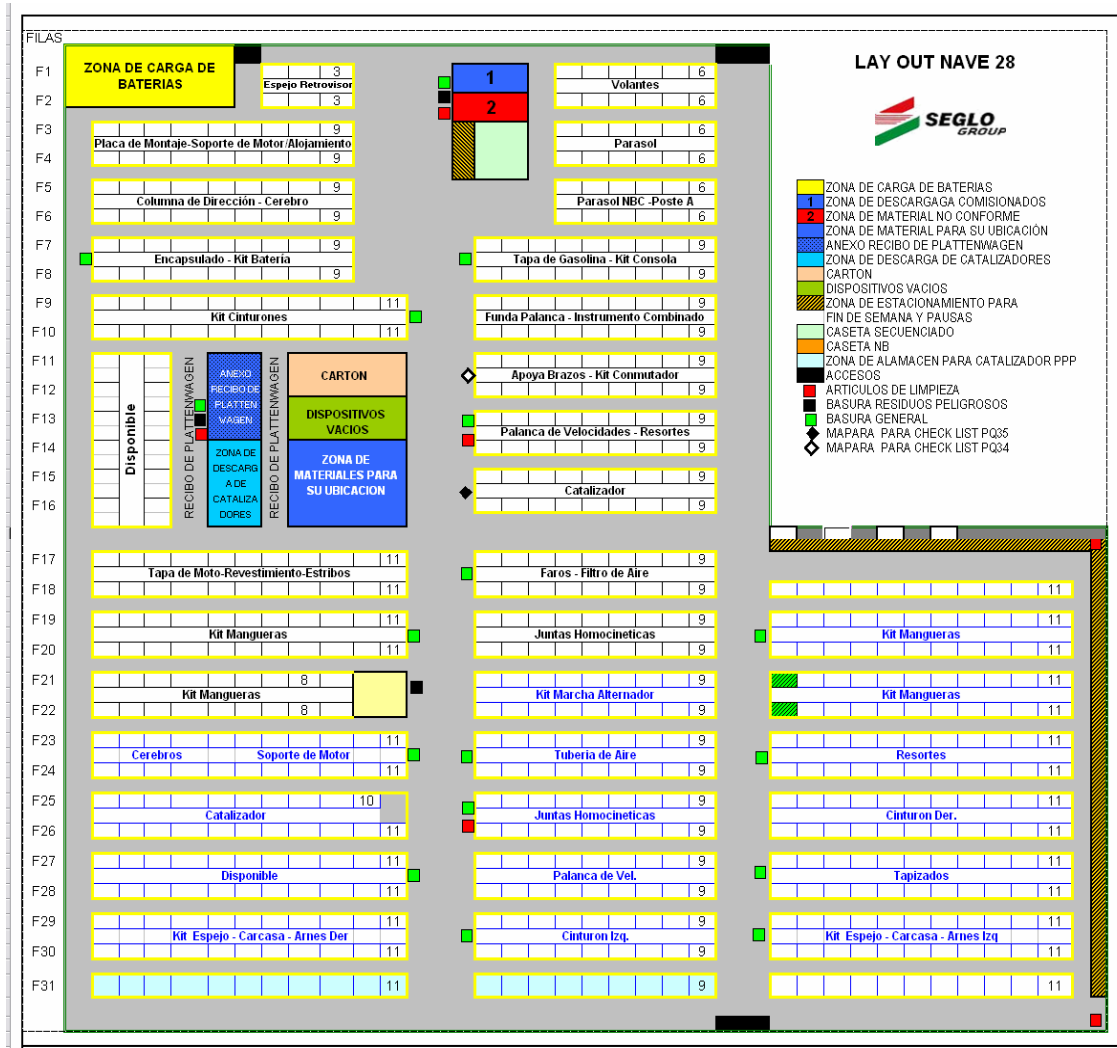 FILAS
LAY OUT NAVE 28
SEGLO
GROUP
ZONA DE CARGA DE BATERIAS
1 ZONA DE DESCARGAGA COMISIONADOS
2 ZONA DE MATERIAL NO CONFORME
ZONA DE MATERIAL PARA SU UBICACIÓN
ANEXO RECIBO DE PLATTENWAGEN
ZONA DE DESCARGA DE CATALIZADORES
CARTON
DISPOSITIVOS VACIOS
ZONA DE ESTACIONAMIENTO PARA
FIN DE SEMANA Y PAUSAS
CASETA SECUENCIADO
CASETA NB
ZONA DE ALAMACEN PARA CATALIZADOR PPP
ACCESOS
ARTICULOS DE LIMPIEZA
BASURA RESIDUOS PELIGROSOS
BASURA GENERAL
MAPARA PARA CHECK LIST PQ35
MAPARA PARA CHECK LIST PQ34
ZONA DE CARGA DE
BATERIAS
F1 3 1 6
Espejo Retrovisor Volantes
F2 3 2 6
F3 9 6
Placa de Montaje-Soporte de Motor/Alojamiento Parasol
F4 9 6
F5 9 6
Columna de Dirección - Cerebro Parasol NBC -Poste A
F6 9 6
F7 9 9
Encapsulado - Kit Batería Tapa de Gasolina - Kit Consola
F8 9 9
F9 11 9
Kit Cinturones Funda Palanca - Instrumento Combinado
F10 11 9
F11 9
Apoya Brazos - Kit Conmutador
F12 9
F13 9
Palanca de Velocidades - Resortes
F14 9
F15 9
Catalizador
F16 9
Disponible
RECIBO DE PLATTENWAGEN
ANEXO
RECIBO DE
PLATTEN
WAGEN
ZONA DE
DESCARG
A DE
CATALIZA
DORES
RECIBO DE PLATTENWAGEN
CARTON
DISPOSITIVOS
VACIOS
ZONA DE
MATERIALES PARA
SU UBICACION
F17 11 9
Tapa de Moto-Revestimiento-Estribos Faros - Filtro de Aire
F18 11 9 11
F19 11 9 11
Kit Mangueras Juntas Homocineticas Kit Mangueras
F20 11 9 11
F21 8 9 11
Kit Mangueras Kit Marcha Alternador Kit Mangueras
F22 8 9 11
F23 11 9 11
Cerebros Soporte de Motor Tuberia de Aire Resortes
F24 11 9 11
F25 10 9 11
Catalizador Juntas Homocineticas Cinturon Der.
F26 11 9 11
F27 11 9 11
Disponible Palanca de Vel. Tapizados
F28 11 9 11
F29 11 9 11
Kit Espejo - Carcasa - Arnes Der Cinturon Izq. Kit Espejo - Carcasa - Arnes Izq
F30 11 9 11
F31 11 9 11